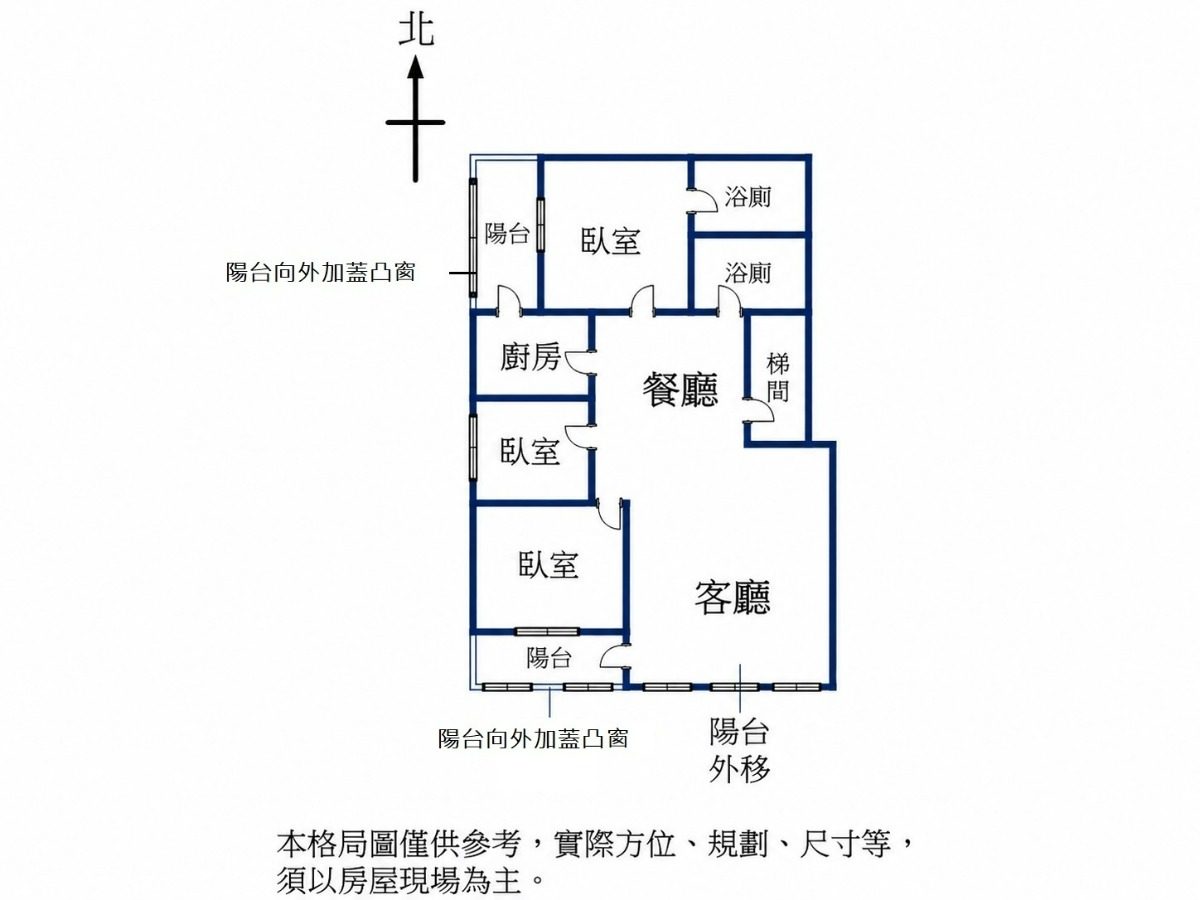 北
浴廁
陽台
臥室
陽台向外加蓋凸窗
浴廁
廚房
梯
間
餐廳
臥室
臥室
客廳
陽台
陽台向外加蓋凸窗
陽台
外移
本格局圖僅供參考，實際方位、規劃、尺寸等，
須以房屋現場為主。